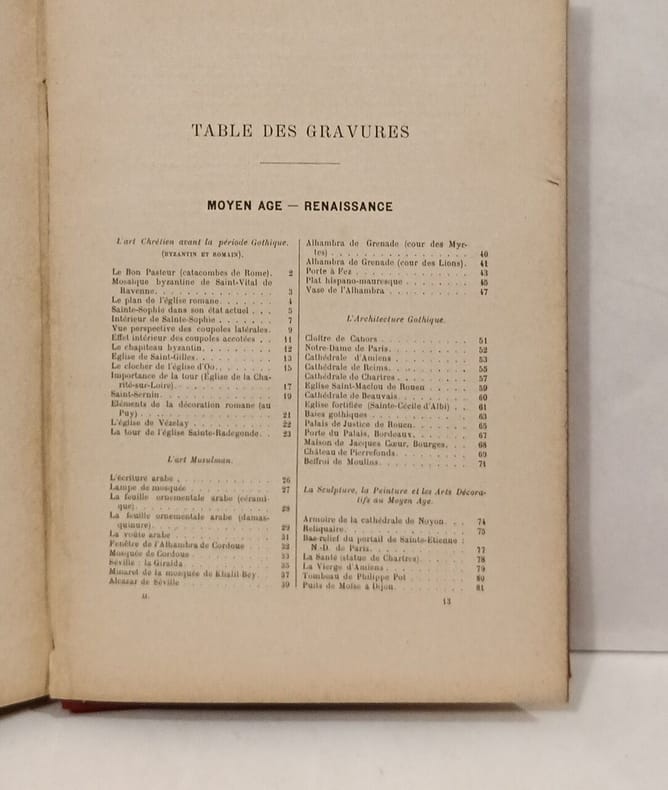 TABLE DES GRAVURES
MOYEN AGE — RENAISSANCE
L'art Chrétien avant la période Gothique.
(BYZANTIN ET ROMAIN).
Le Bon Pasteur (catacombes de Rome). 2
Mosaïque byzantine de Saint-Vital de
Ravenne. . . . . . . . . . . . . . . 3
Le plan de l'église romane. . . . . . 4
Sainte-Sophie dans son état actuel . . . 5
Intérieur de Sainte-Sophie . . . . . . 7
Vue perspective des coupoles latérales. 9
Effet intérieur des coupoles accotées . . 11
Le chapiteau byzantin. . . . . . . . 12
Eglise de Saint-Gilles. . . . . . . . 13
Le clocher de l'église d'Oo. . . . . . 15
Importance de la tour (Église de la Cha-
rité-sur-Loire). . . . . . . . . . . 17
Saint-Sernin. . . . . . . . . . . . 19
Eléments de la décoration romane (au
Puy) . . . . . . . . . . . . . . . 21
L'église de Vézelay . . . . . . . . . 22
La tour de l'église Sainte-Radegonde. . 23
L'art Musulman.
L'écriture arabe . . . . . . . . . . 26
Lampe de mosquée . . . . . . . . . 27
La feuille ornementale arabe (cérami-
que). . . . . . . . . . . . . . . 28
La feuille ornementale arabe (damas-
quinure). . . . . . . . . . . . . 29
La voûte arabe . . . . . . . . . . 31
Fenêtre de l'Alhambra de Cordoue . . . 32
Mosquée de Cordoue . . . . . . . . 33
Séville : la Giralda . . . . . . . . . 35
Minaret de la mosquée de Khaïil-Bey. . 37
Alcazar de Séville . . . . . . . . . 39
II.
Alhambra de Grenade (cour des Myr-
tes) . . . . . . . . . . . . . . . 40
Alhambra de Grenade (cour des Lions). 41
Porte à Fez . . . . . . . . . . . . 43
Plat hispano-mauresque . . . . . . . 45
Vase de l'Alhambra . . . . . . . . . 47
L'Architecture Gothique.
Cloître de Cahors . . . . . . . . . . 51
Notre-Dame de Paris. . . . . . . . . 52
Cathédrale d'Amiens . . . . . . . . 53
Cathédrale de Reims. . . . . . . . . 55
Cathédrale de Chartres . . . . . . . 57
Eglise Saint-Maclou de Rouen . . . . 59
Cathédrale de Beauvais . . . . . . . 60
Eglise fortifiée (Sainte-Cécile d'Albi) . . 61
Baies gothiques . . . . . . . . . . 63
Palais de Justice de Rouen. . . . . . 65
Porte du Palais, Bordeaux. . . . . . . 67
Maison de Jacques Cœur, Bourges. . . . 68
Château de Pierrefonds. . . . . . . . 69
Beffroi de Moulins. . . . . . . . . . 71
La Sculpture, la Peinture et les Arts Décora-
tifs au Moyen Age.
Armoire de la cathédrale de Noyon. . . 74
Reliquaire. . . . . . . . . . . . . 75
Bas-relief du portail de Sainte-Etienne :
N.-D. de Paris. . . . . . . . . . . 77
La Santé (statue de Chartres). . . . . 78
La Vierge d'Amiens . . . . . . . . . 79
Tombeau de Philippe Pot . . . . . . . 80
Puits de Moïse à Dijon. . . . . . . . 81
13